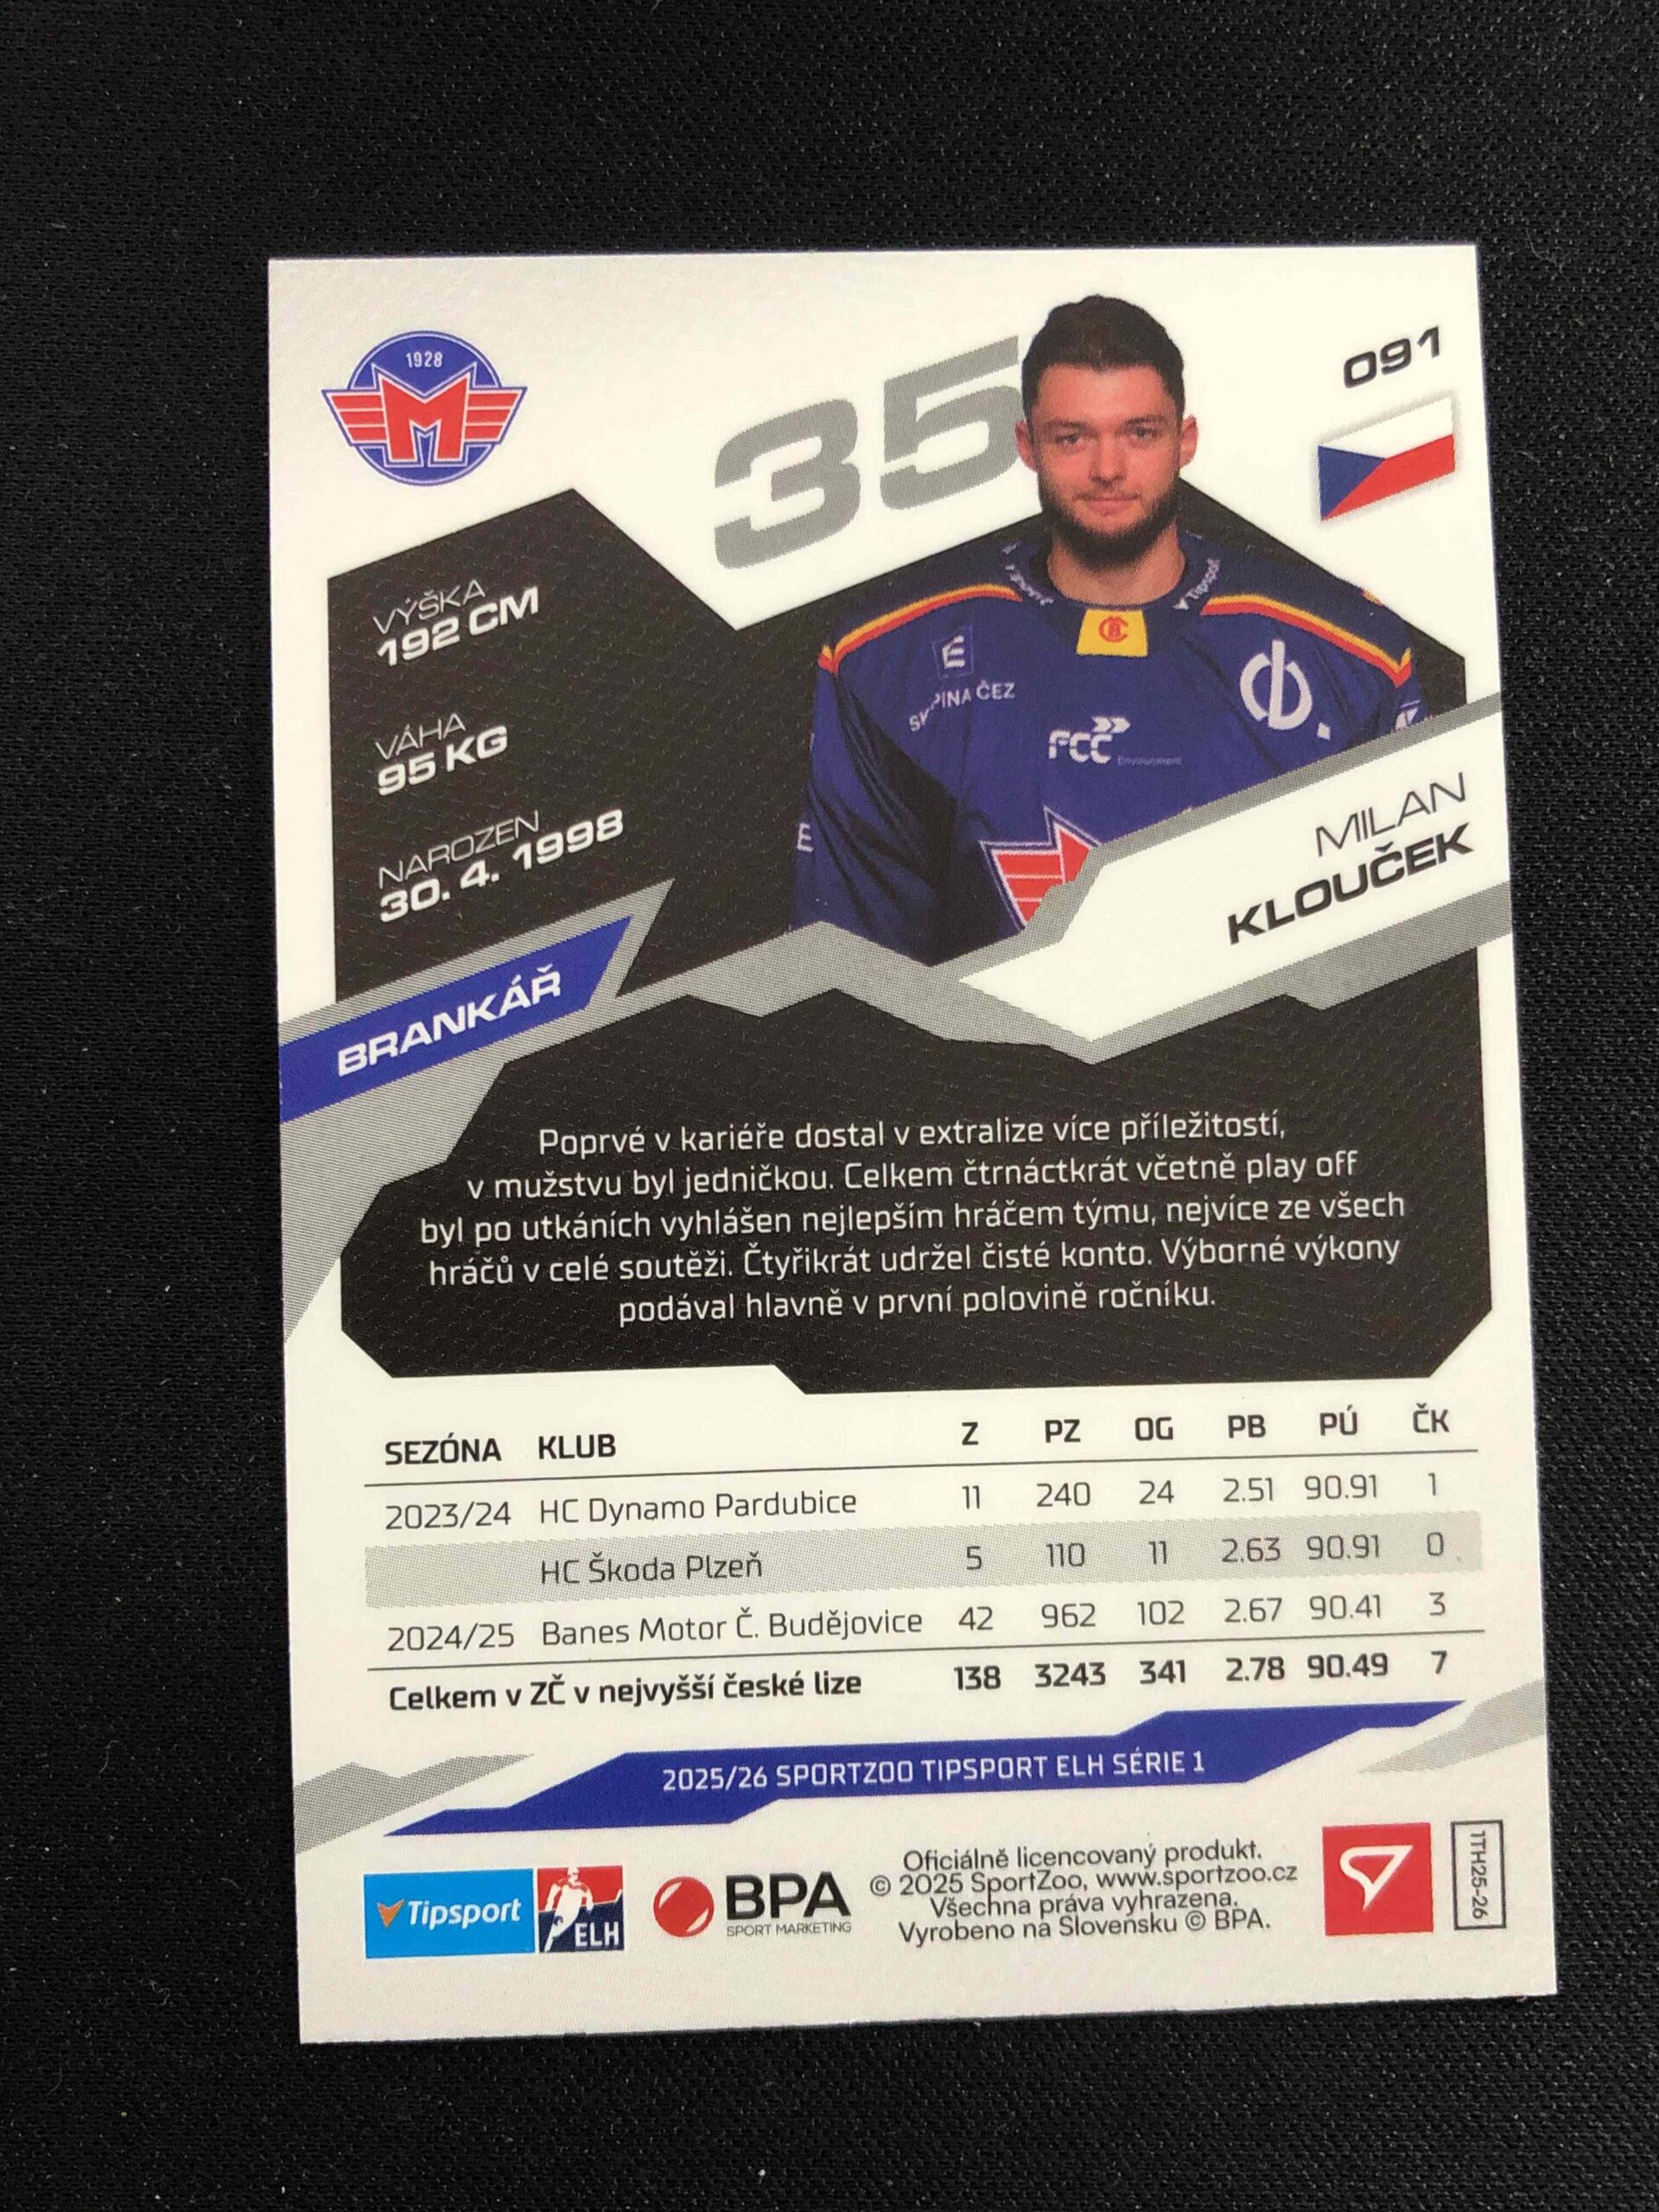 1928
M
35
091
VÝŠKA
192 CM
VÁHA
95 KG
NAROZEN
30. 4. 1998
Tipsport
SKUPINA ČEZ
FCC
Environment
MILAN
KLOUČEK
BRANKÁŘ
Poprvé v kariéře dostal v extralize více příležitostí,
v mužstvu byl jedničkou. Celkem čtrnáctkrát včetně play off
byl po utkáních vyhlášen nejlepším hráčem týmu, nejvíce ze všech
hráčů v celé soutěži. Čtyřikrát udržel čisté konto. Výborné výkony
podával hlavně v první polovině ročníku.
SEZÓNA KLUB Z PZ OG PB PÚ ČK
2023/24 HC Dynamo Pardubice 11 240 24 2.51 90.91 1
HC Škoda Plzeň 5 110 11 2.63 90.91 0
2024/25 Banes Motor Č. Budějovice 42 962 102 2.67 90.41 3
Celkem v ZČ v nejvyšší české lize 138 3243 341 2.78 90.49 7
2025/26 SPORTZOO TIPSPORT ELH SÉRIE 1
Tipsport
ELH
BPA
SPORT MARKETING
Oficiálně licencovaný produkt.
© 2025 SportZoo, www.sportzoo.cz
Všechna práva vyhrazena.
Vyrobeno na Slovensku © BPA.
1TH25-26